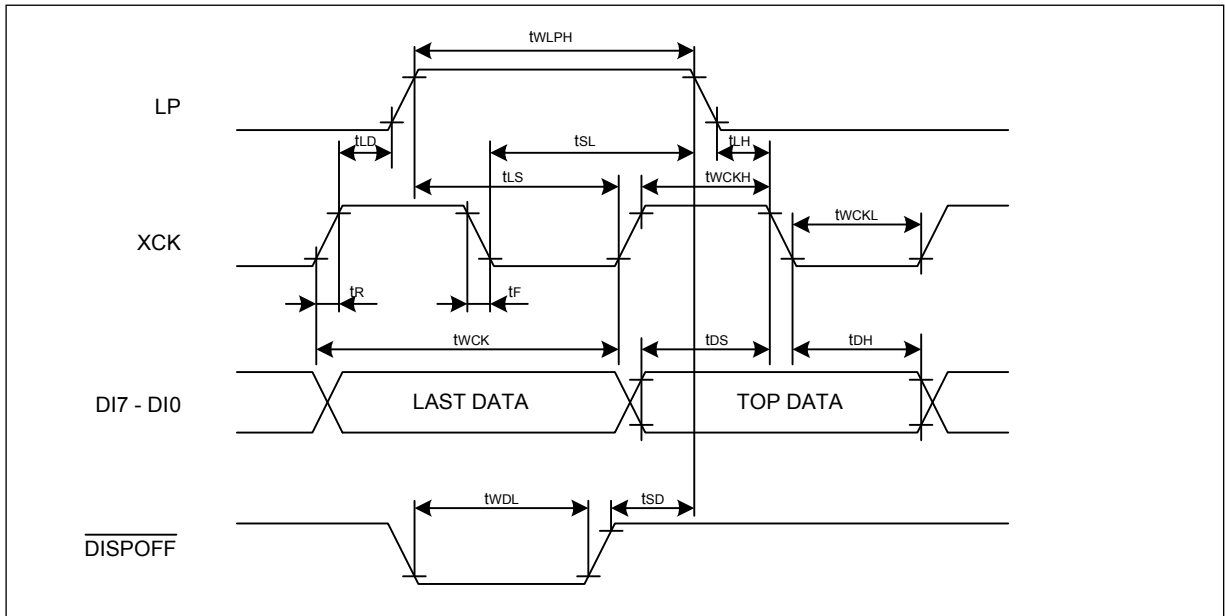 tWLPH
LP
tLD
tSL
tLH
tLS
tWCKH
tWCKL
XCK
tR
tF
tWCK
tDS
tDH
DI7 - DI0
LAST DATA
TOP DATA
tWDL
tSD
DISPOFF